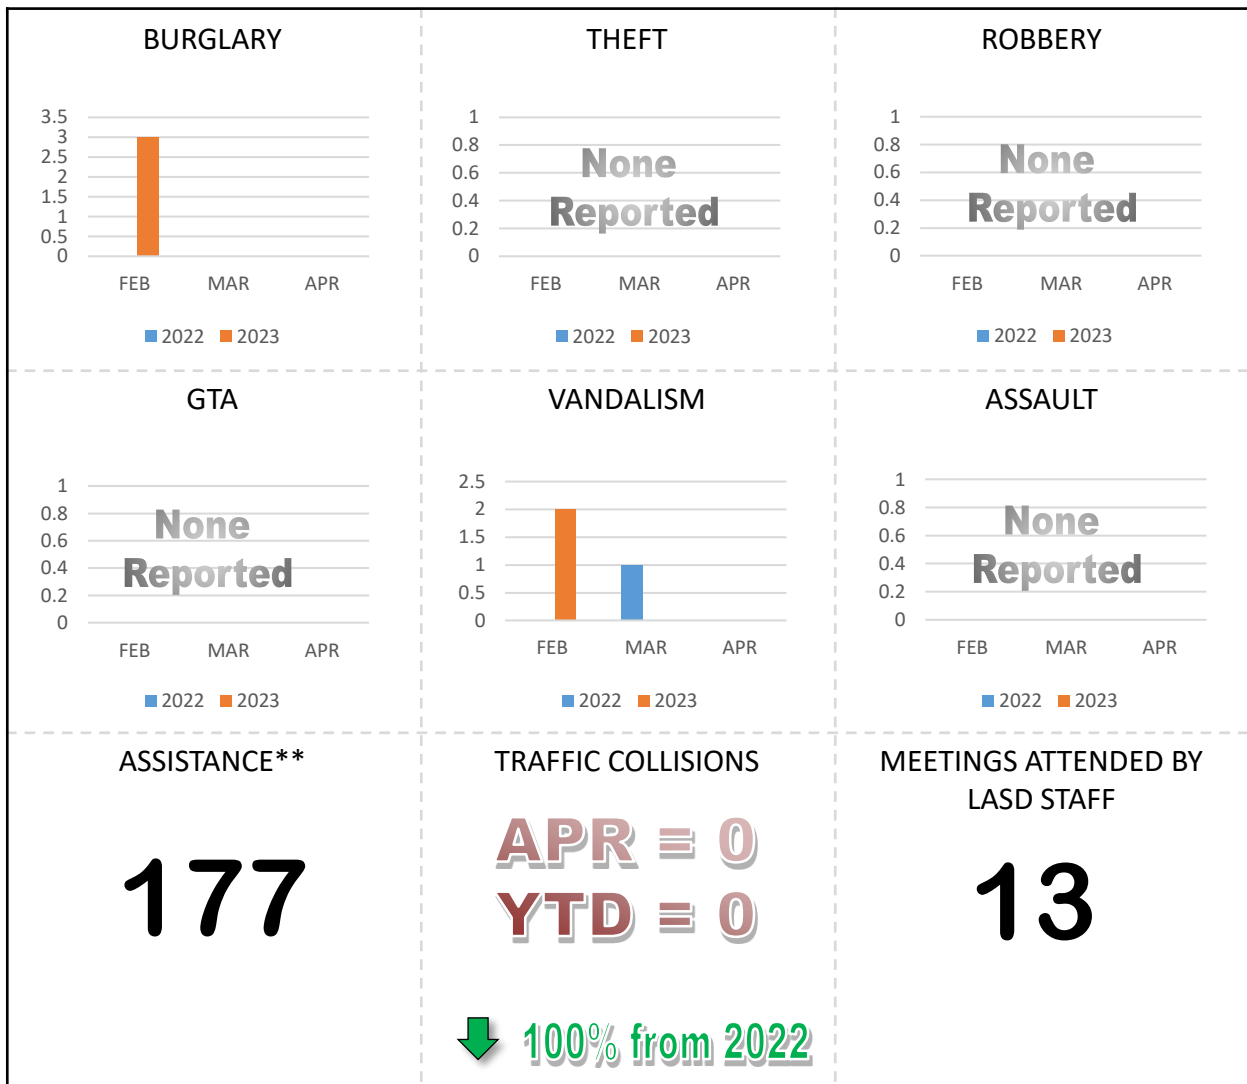 BURGLARY
3.5
3
2.5
2
1.5
1
0.5
0
FEB MAR APR
2022 2023
THEFT
1
0.8
0.6
0.4
0.2
0
None
Reported
FEB MAR APR
2022 2023
ROBBERY
1
0.8
0.6
0.4
0.2
0
None
Reported
FEB MAR APR
2022 2023
GTA
1
0.8
0.6
0.4
0.2
0
None
Reported
FEB MAR APR
2022 2023
VANDALISM
2.5
2
1.5
1
0.5
0
FEB MAR APR
2022 2023
ASSAULT
1
0.8
0.6
0.4
0.2
0
None
Reported
FEB MAR APR
2022 2023
ASSISTANCE**
177
TRAFFIC COLLISIONS
APR = 0
YTD = 0
100% from 2022
MEETINGS ATTENDED BY
LASD STAFF
13